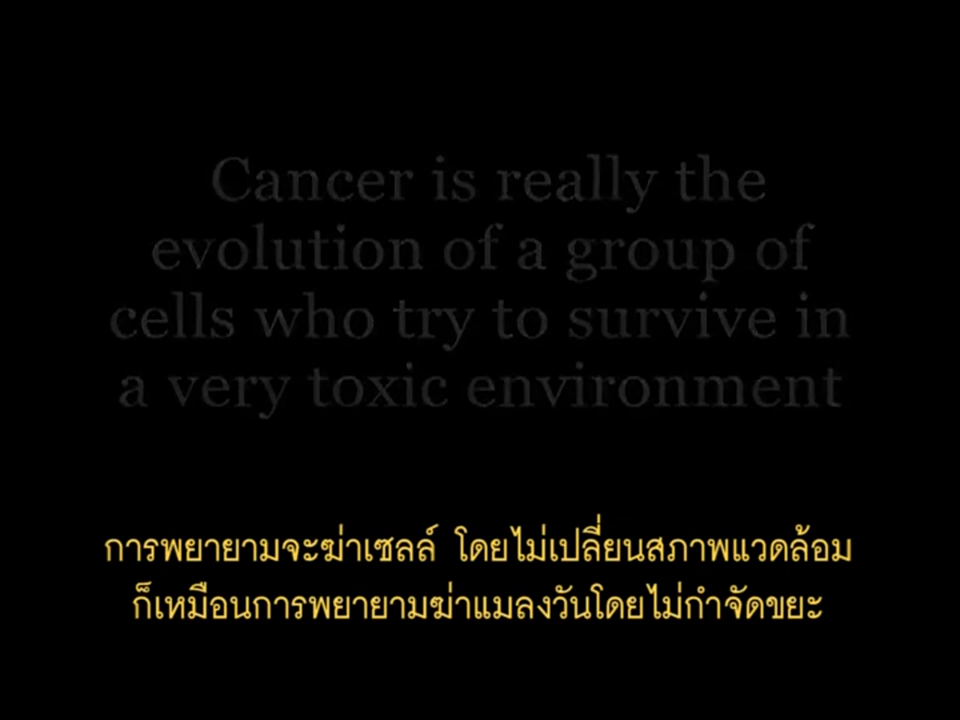 Cancer is really the
evolution of a group of
cells who try to survive in
a very toxic environment
การพยายามจะฆ่าเซลล์ โดยไม่เปลี่ยนสภาพแวดล้อม
ก็เหมือนการพยายามฆ่าแมลงวันโดยไม่กำจัดขยะ